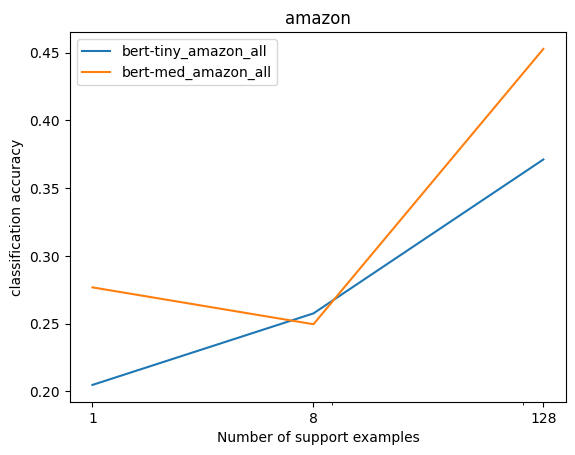 amazon
bert-tiny_amazon_all
bert-med_amazon_all
classification accuracy
0.45
0.40
0.35
0.30
0.25
0.20
1 8 128
Number of support examples